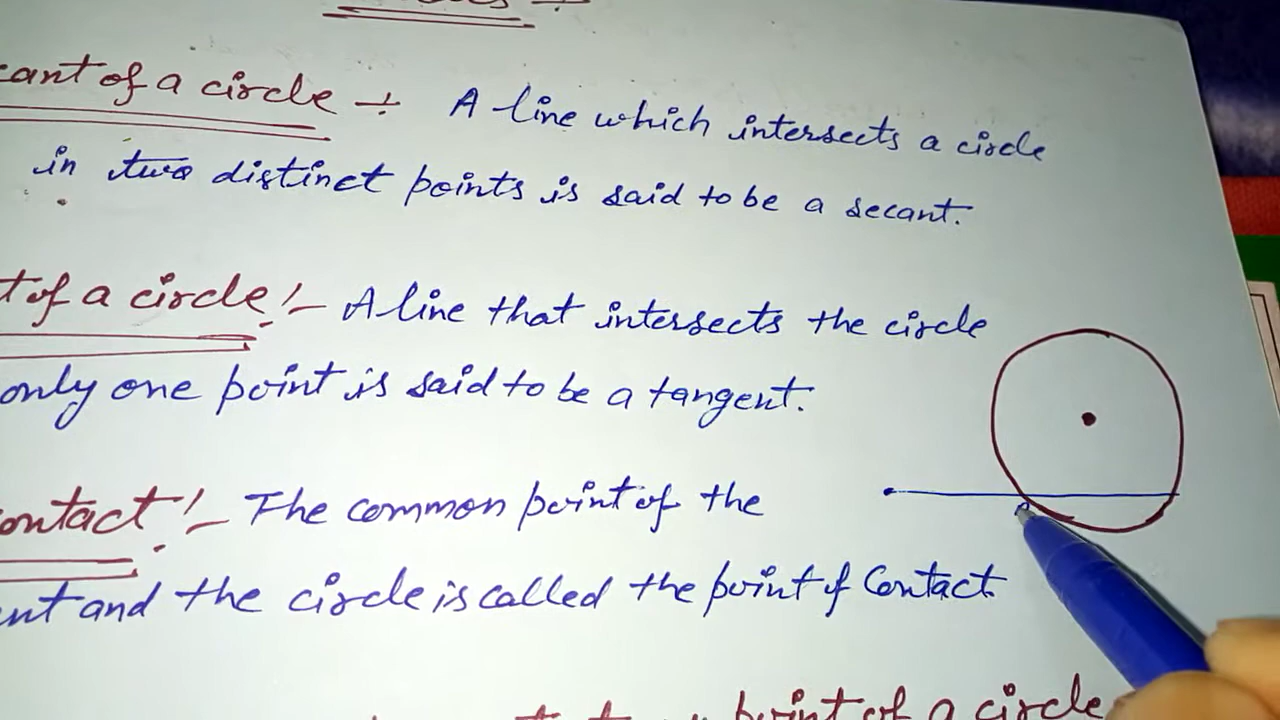 cant of a circle ÷ A line which intersects a circle
in two distinct points is said to be a secant.
t of a circle !- A line that intersects the circle
only one point is said to be a tangent.
ontact !- The common point of the
ent and the circle is called the point of Contact
point of a circle